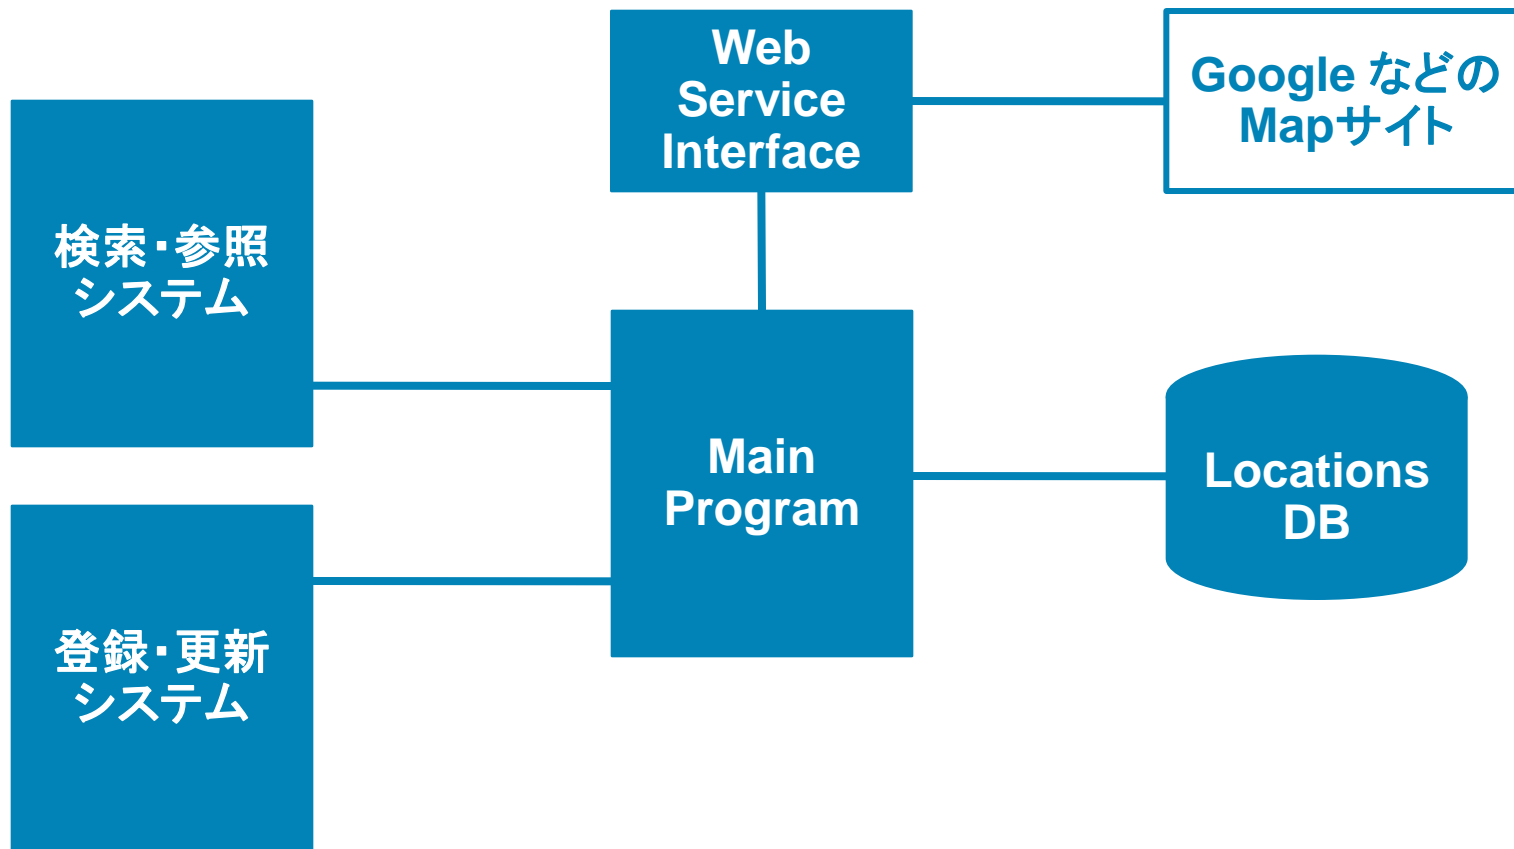 Web
Service
Interface
Google などの
Mapサイト
検索・参照
システム
Main
Program
Locations
DB
登録・更新
システム